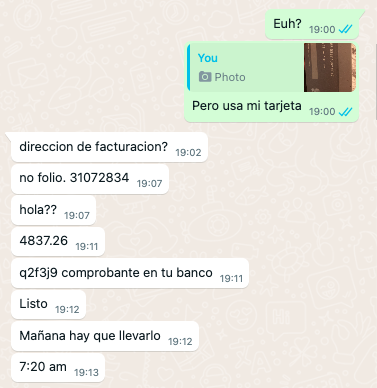 Euh?
19:00
You
Photo
Pero usa mi tarjeta
19:00
direccion de facturacion?
19:02
no folio. 31072834
19:07
hola??
19:07
4837.26
19:11
q2f3j9 comprobante en tu banco
19:11
Listo
19:12
Mañana hay que llevarlo
19:12
7:20 am
19:13